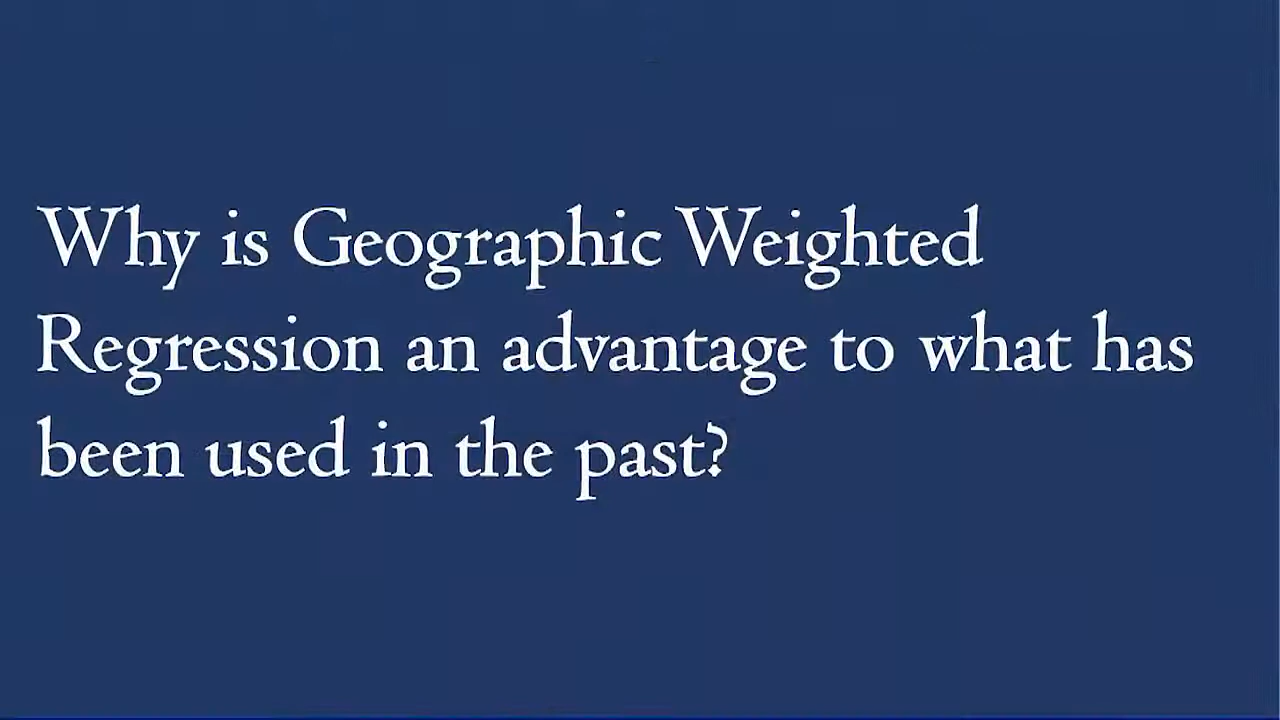 Why is Geographic Weighted
Regression an advantage to what has
been used in the past?